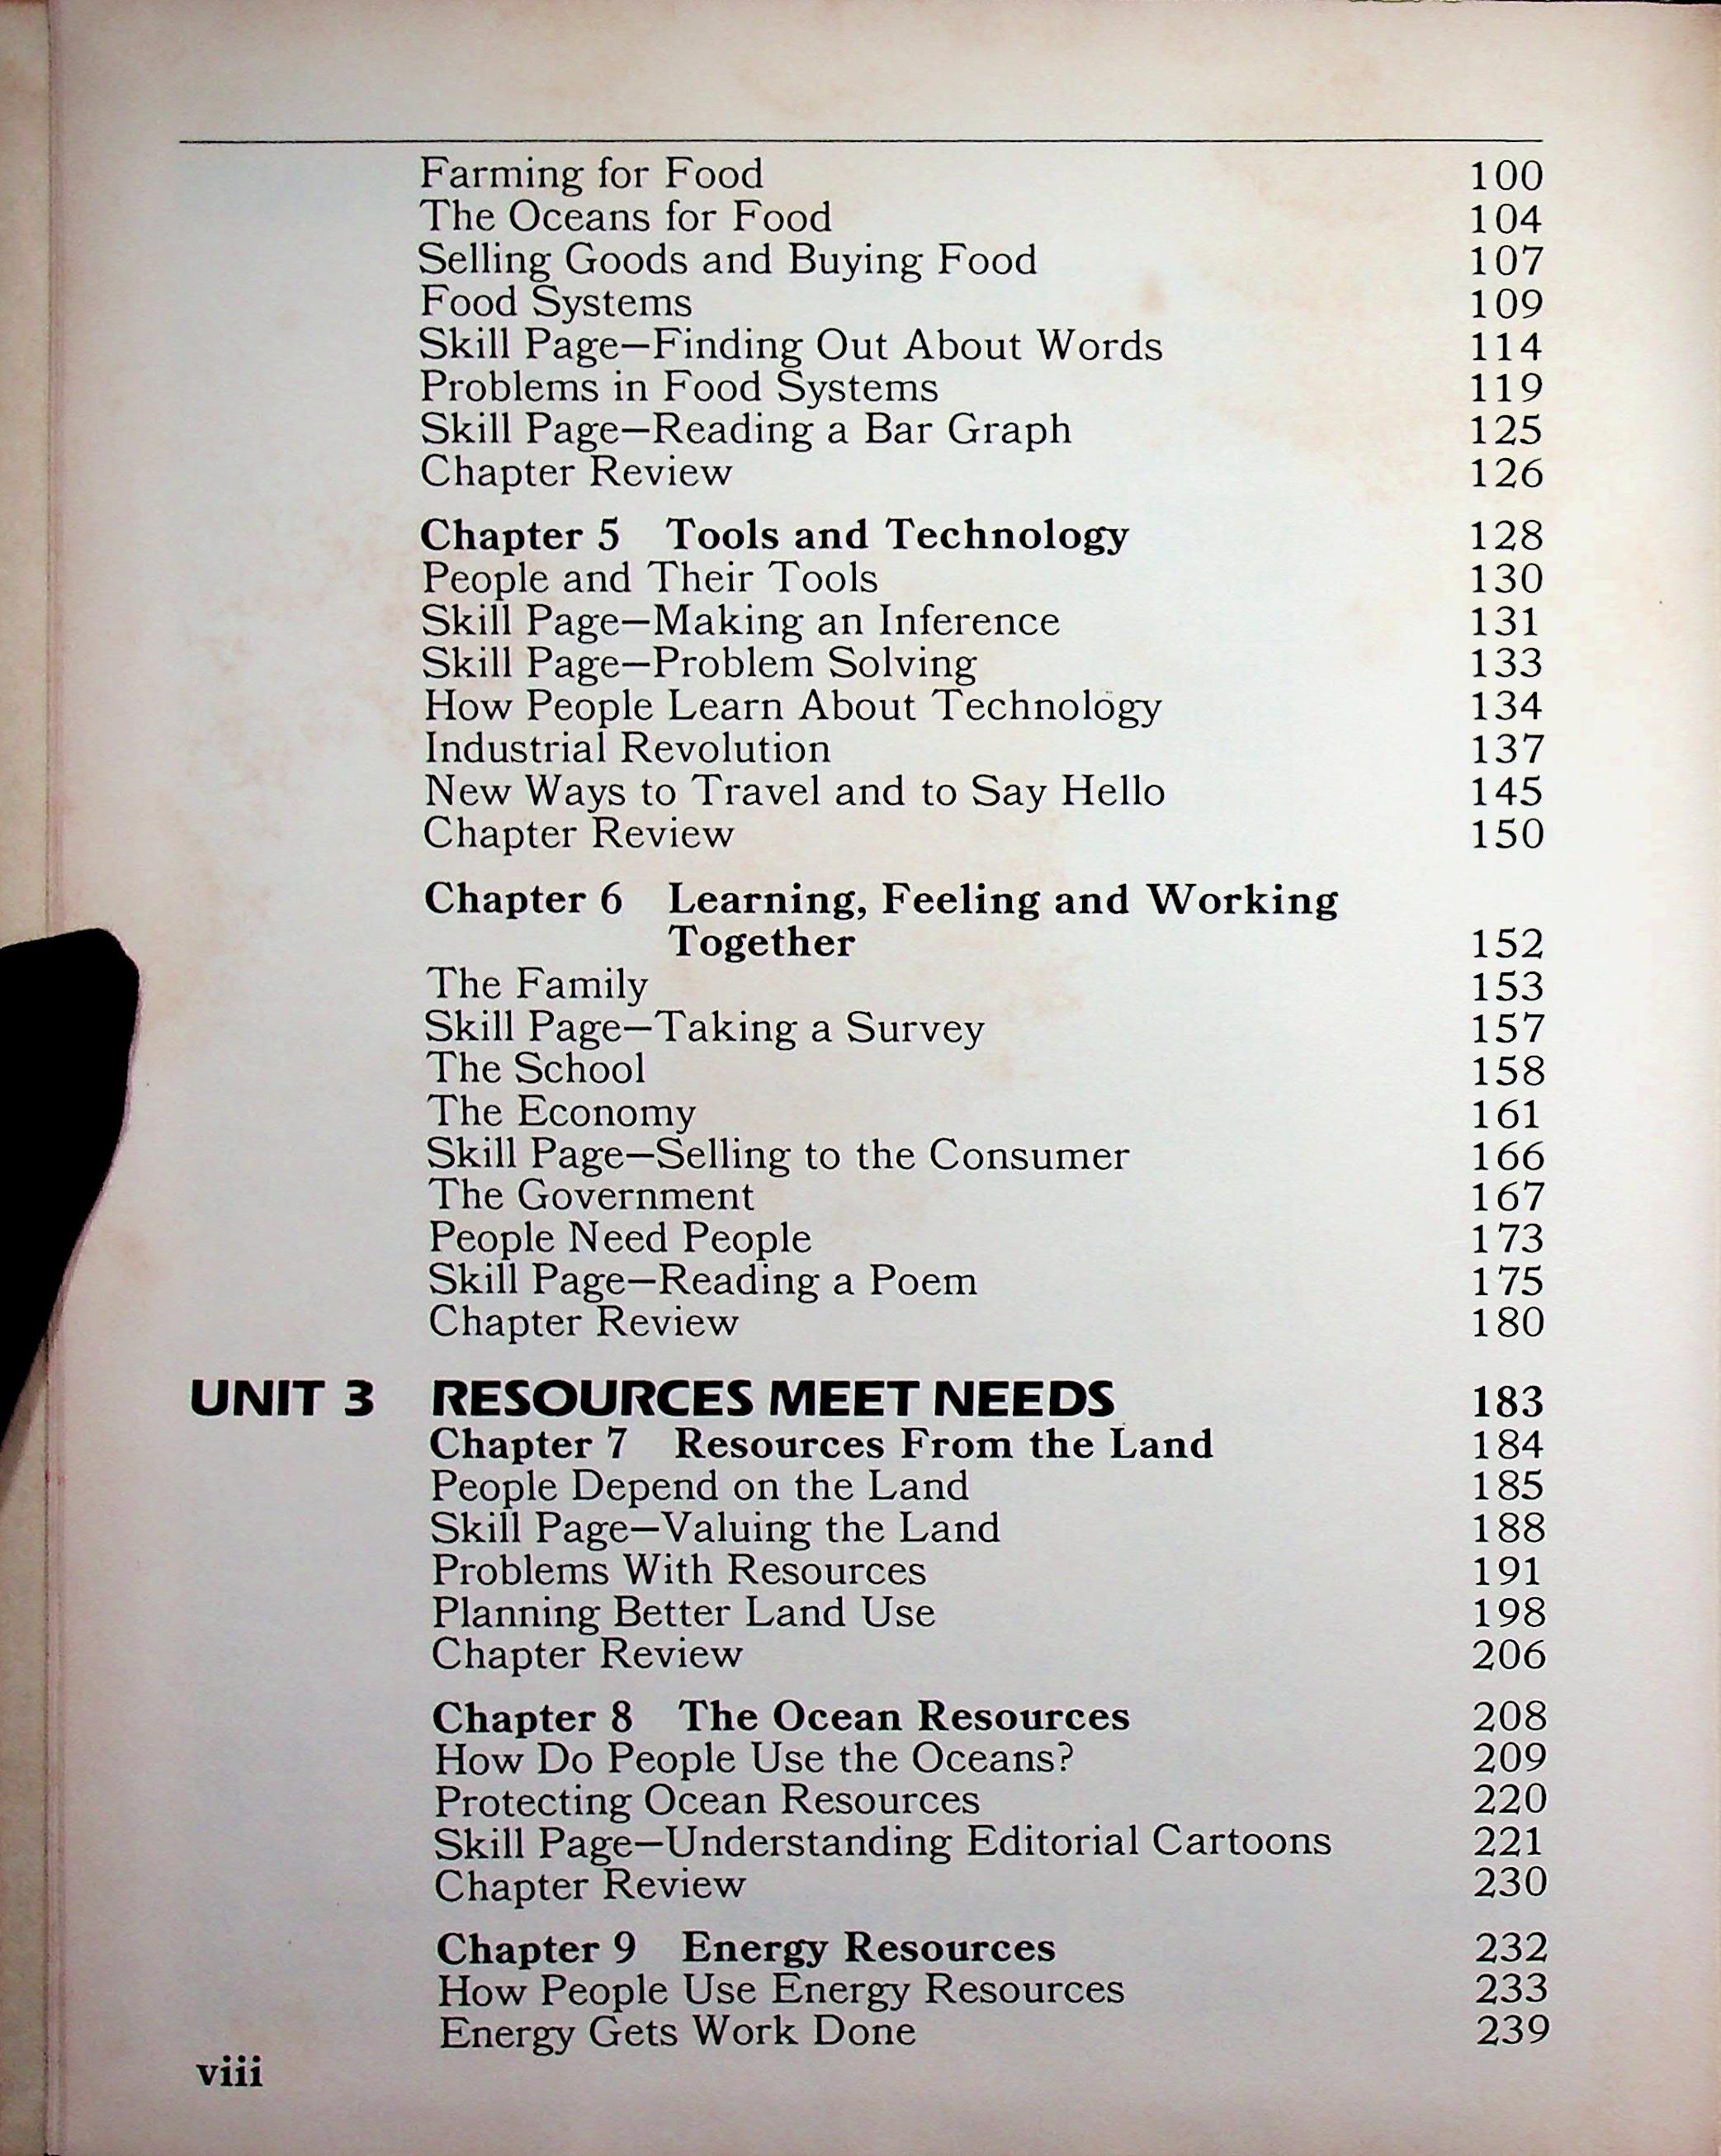 Farming for Food 100
The Oceans for Food 104
Selling Goods and Buying Food 107
Food Systems 109
Skill Page—Finding Out About Words 114
Problems in Food Systems 119
Skill Page—Reading a Bar Graph 125
Chapter Review 126
Chapter 5 Tools and Technology 128
People and Their Tools 130
Skill Page—Making an Inference 131
Skill Page—Problem Solving 133
How People Learn About Technology 134
Industrial Revolution 137
New Ways to Travel and to Say Hello 145
Chapter Review 150
Chapter 6 Learning, Feeling and Working
Together 152
The Family 153
Skill Page—Taking a Survey 157
The School 158
The Economy 161
Skill Page—Selling to the Consumer 166
The Government 167
People Need People 173
Skill Page—Reading a Poem 175
Chapter Review 180
UNIT 3 RESOURCES MEET NEEDS 183
Chapter 7 Resources From the Land 184
People Depend on the Land 185
Skill Page—Valuing the Land 188
Problems With Resources 191
Planning Better Land Use 198
Chapter Review 206
Chapter 8 The Ocean Resources 208
How Do People Use the Oceans? 209
Protecting Ocean Resources 220
Skill Page—Understanding Editorial Cartoons 221
Chapter Review 230
Chapter 9 Energy Resources 232
How People Use Energy Resources 233
Energy Gets Work Done 239
viii